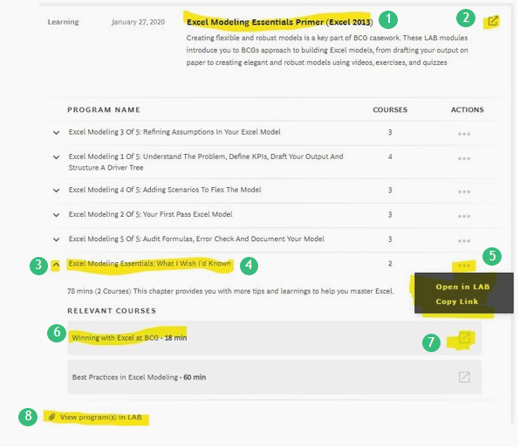 Learning January 27, 2020 Excel Modeling Essentials Primer (Excel 2013) 1 2
Creating flexible and robust models is a key part of BCG casework. These LAB modules
introduce you to BCGs approach to building Excel models, from drafting your output on
paper to creating elegant and robust models using videos, exercises, and quizzes
PROGRAM NAME COURSES ACTIONS
Excel Modeling 3 Of 5: Refining Assumptions In Your Excel Model 3
Excel Modeling 1 Of 5: Understand The Problem, Define KPIs, Draft Your Output And 4
Structure A Driver Tree
Excel Modeling 4 Of 5: Adding Scenarios To Flex The Model 3
Excel Modeling 2 Of 5: Your First Pass Excel Model 3
Excel Modeling 5 Of 5: Audit Formulas, Error Check And Document Your Model 3
3 Excel Modeling Essentials: What I Wish I'd Known 4 2 5
78 mins (2 Courses) This chapter provides you with more tips and learnings to help you master Excel.
Open in LAB
Copy Link
RELEVANT COURSES
6 Winning with Excel at BCG - 18 min 7
Best Practices in Excel Modeling - 60 min
8 View program(s) in LAB